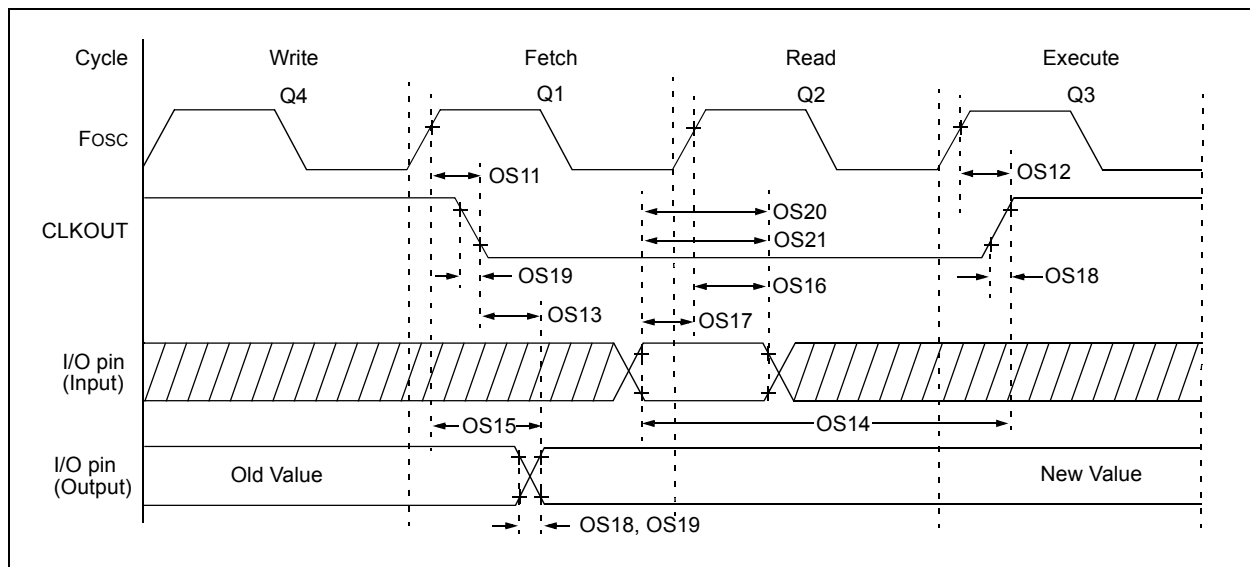 Cycle Write Fetch Read Execute
Q4 Q1 Q2 Q3
FOSC
OS11 OS12
OS20
CLKOUT
OS21
OS19 OS16 OS18
OS13 OS17
I/O pin
(Input)
OS15 OS14
I/O pin
(Output)
Old Value New Value
OS18, OS19